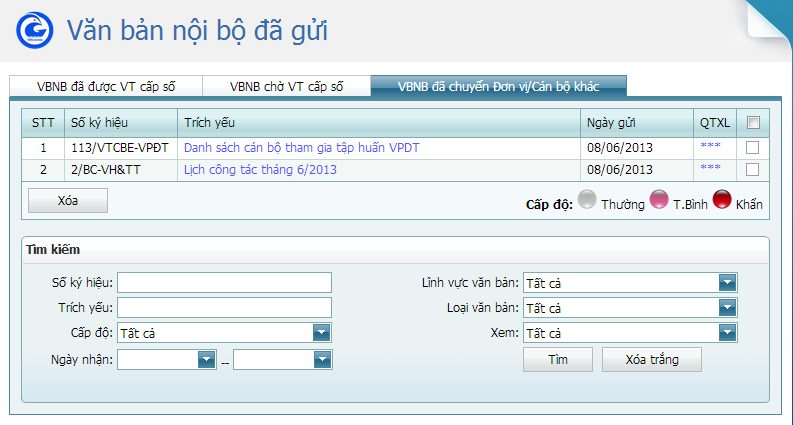 Văn bản nội bộ đã gửi
VBNB đã được VT cấp số VBNB chờ VT cấp số VBNB đã chuyển Đơn vị/Cán bộ khác
STT Số ký hiệu Trích yếu Ngày gửi QTXL
1 113/VTCBE-VPĐT Danh sách cán bộ tham gia tập huấn VPDT 08/06/2013 ***
2 2/BC-VH&TT Lịch công tác tháng 6/2013 08/06/2013 ***
Xóa Cấp độ: Thường T.Bình Khẩn
Tìm kiếm
Số ký hiệu: Lĩnh vực văn bản: Tất cả
Trích yếu: Loại văn bản: Tất cả
Cấp độ: Tất cả Xem: Tất cả
Ngày nhận: -- Tìm Xóa trắng